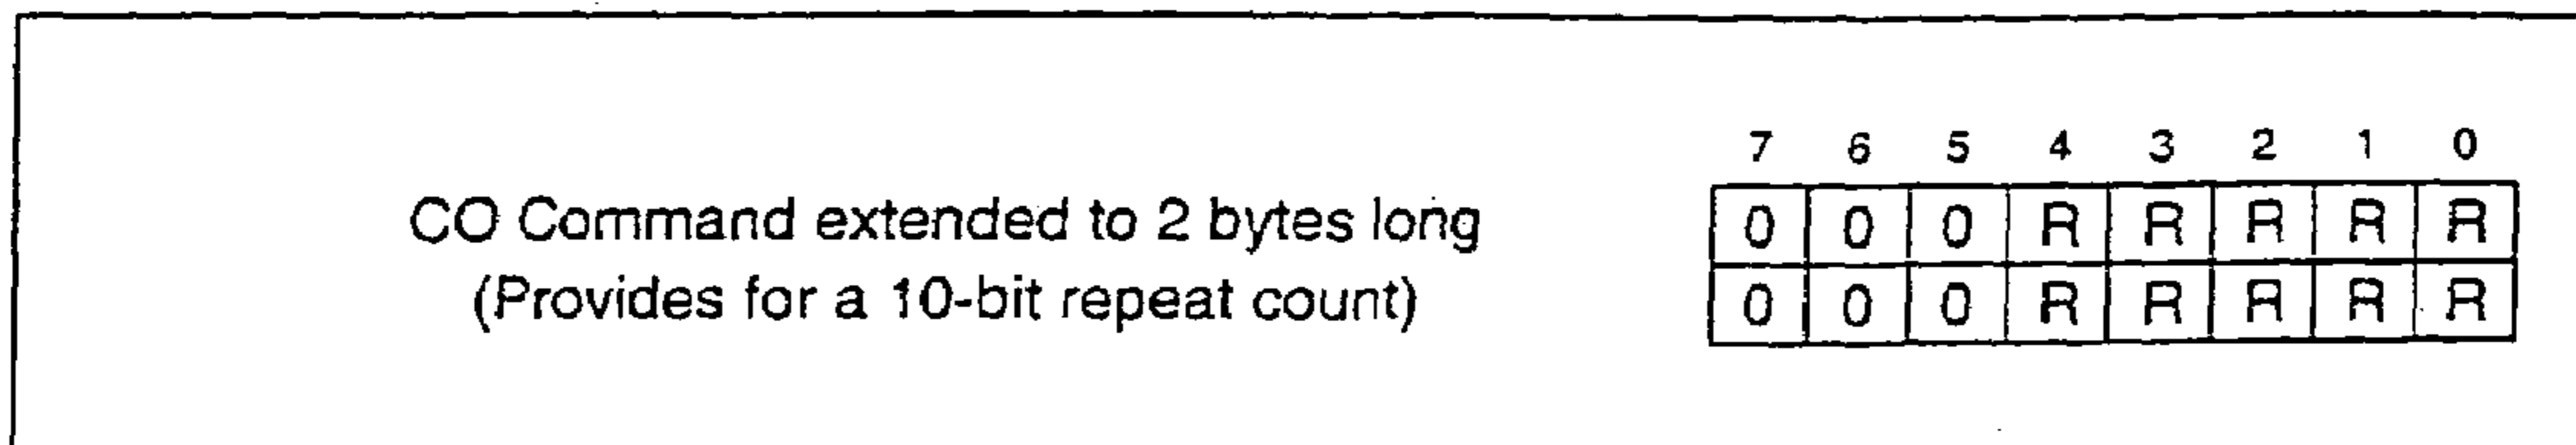 7 6 5 4 3 2 1 0
CO Command extended to 2 bytes long 0 0 0 R R R R R
(Provides for a 10-bit repeat count) 0 0 0 R R R R R